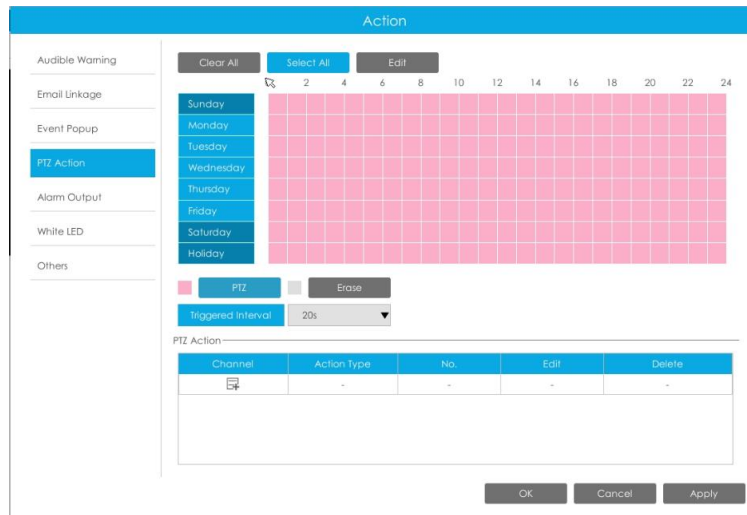 Action
Audible Warning
Email Linkage
Event Popup
PTZ Action
Alarm Output
White LED
Others
Clear All Select All Edit
2 4 6 8 10 12 14 16 18 20 22 24
Sunday
Monday
Tuesday
Wednesday
Thursday
Friday
Saturday
Holiday
PTZ Erase
Triggered Interval 20s
PTZ Action
Channel Action Type No. Edit Delete
- - - -
OK Cancel Apply